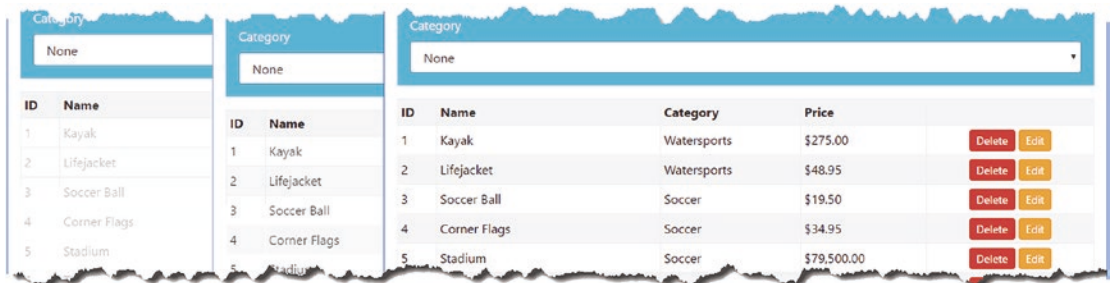 Category
None
ID Name
1 Kayak
2 Lifejacket
3 Soccer Ball
4 Corner Flags
5 Stadium
Category
None
ID Name
1 Kayak
2 Lifejacket
3 Soccer Ball
4 Corner Flags
5 Stadium
Category
None
ID Name Category Price
1 Kayak Watersports $275.00 Delete Edit
2 Lifejacket Watersports $48.95 Delete Edit
3 Soccer Ball Soccer $19.50 Delete Edit
4 Corner Flags Soccer $34.95 Delete Edit
5 Stadium Soccer $79,500.00 Delete Edit